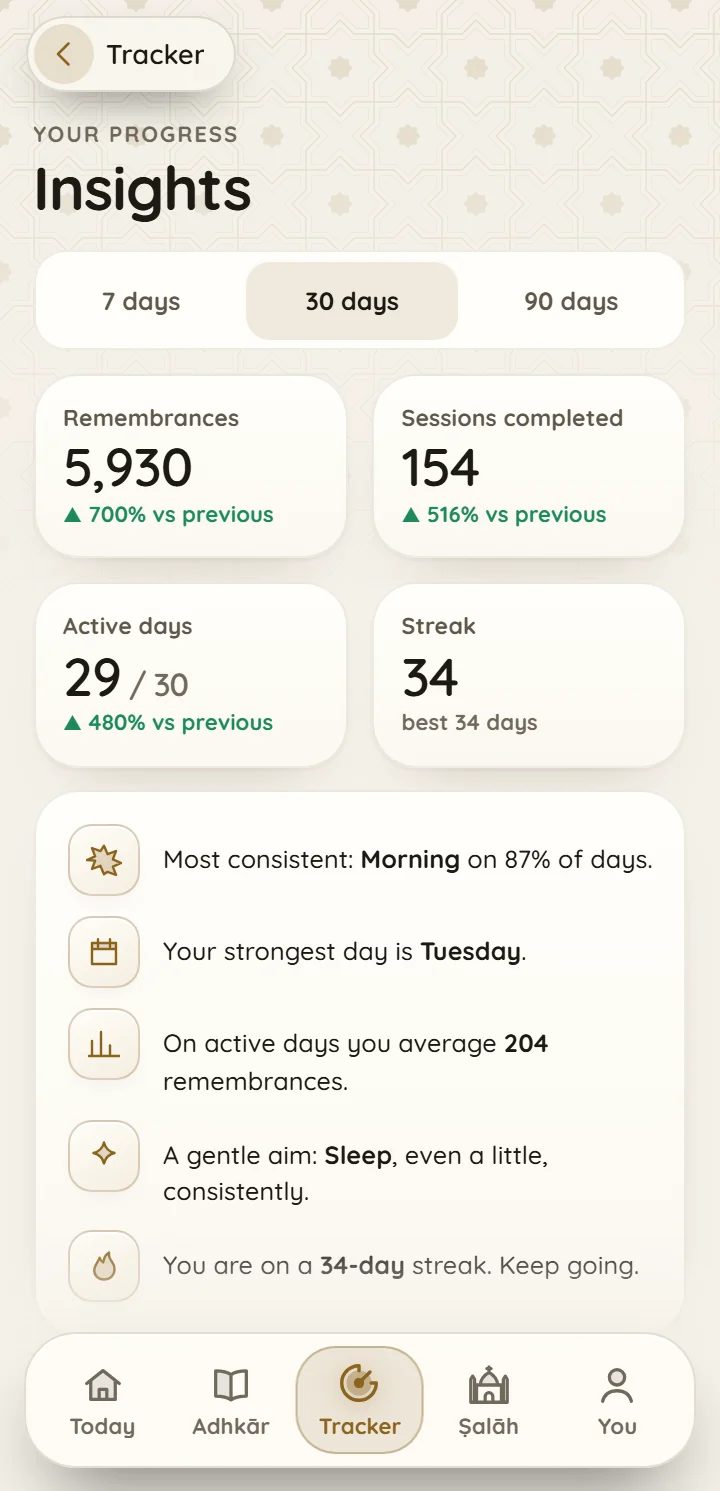 Tracker
YOUR PROGRESS
Insights
7 days
30 days
90 days
Remembrances
5,930
▲ 700% vs previous
Sessions completed
154
▲ 516% vs previous
Active days
29 / 30
▲ 480% vs previous
Streak
34
best 34 days
Most consistent: Morning on 87% of days.
Your strongest day is Tuesday.
On active days you average 204
remembrances.
A gentle aim: Sleep, even a little,
consistently.
You are on a 34-day streak. Keep going.
Today
Adhkār
Tracker
Ṣalāh
You